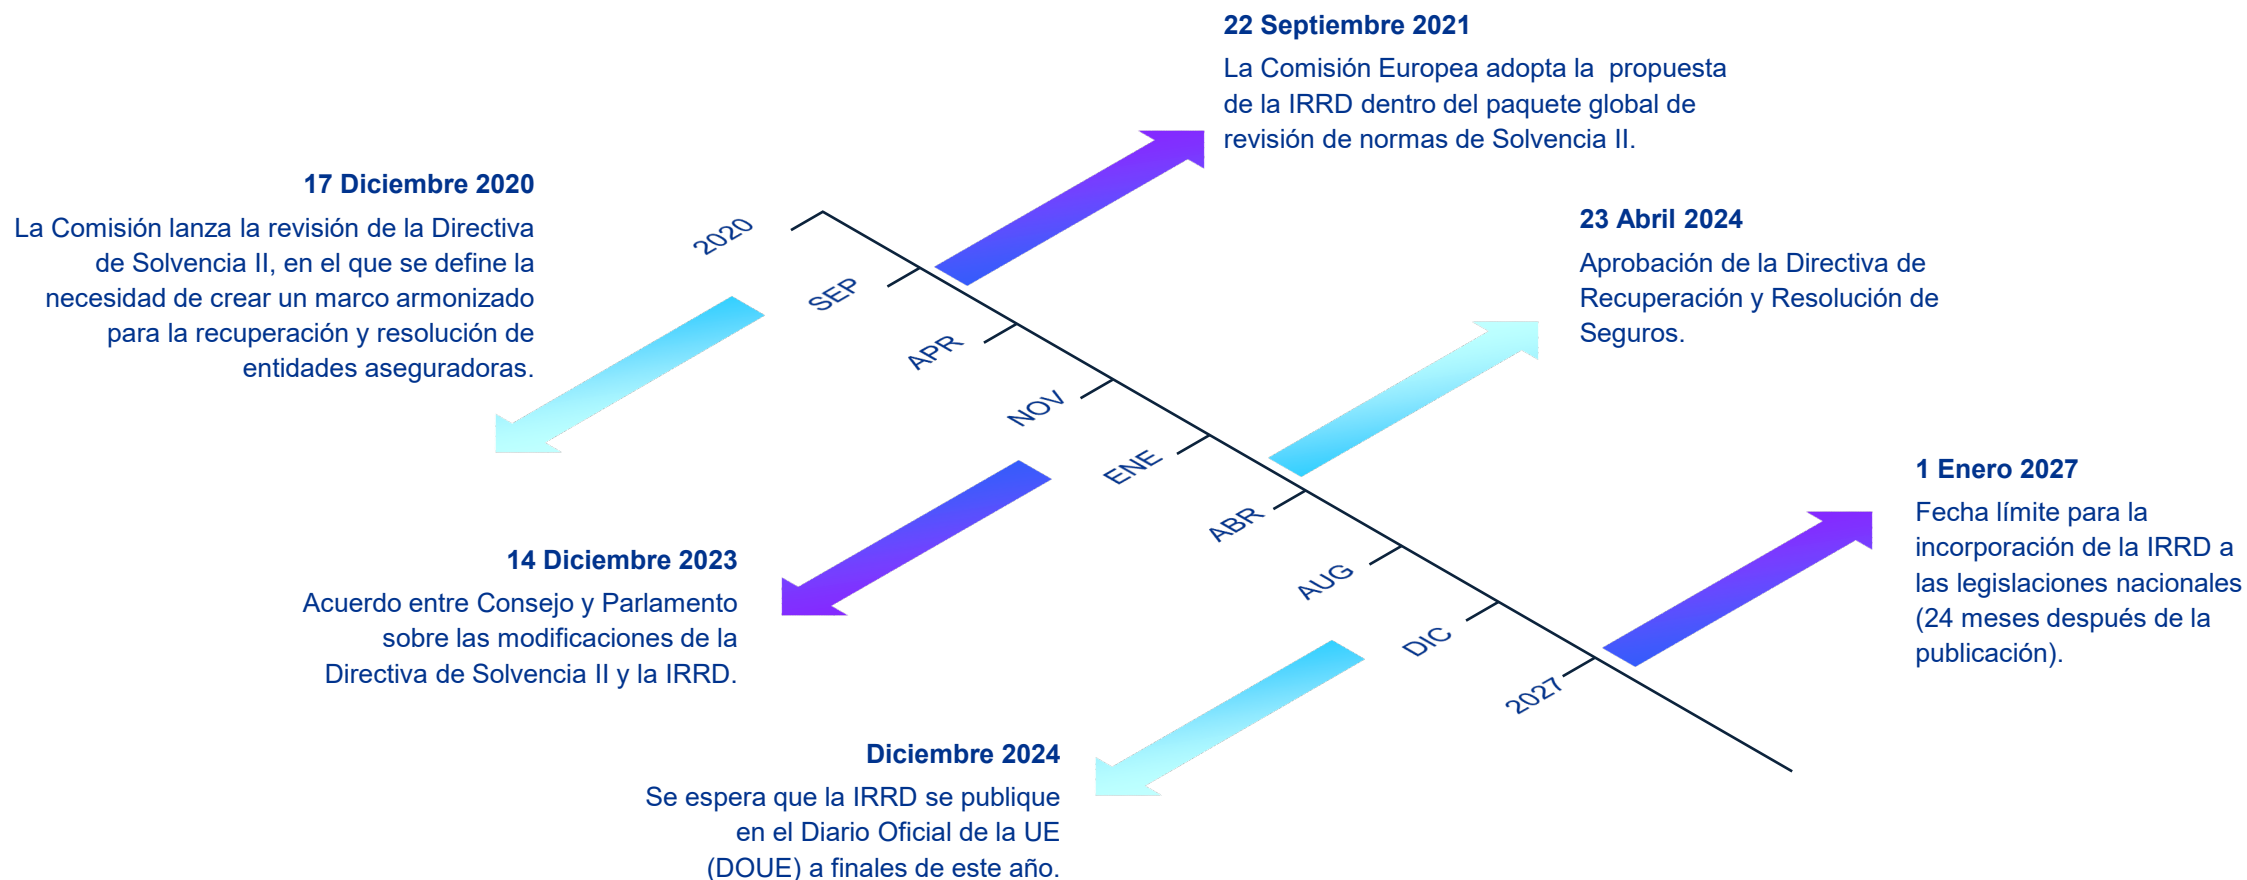 22 Septiembre 2021
La Comisión Europea adopta la propuesta
de la IRRD dentro del paquete global de
revisión de normas de Solvencia II.
17 Diciembre 2020
La Comisión lanza la revisión de la Directiva
de Solvencia II, en el que se define la
necesidad de crear un marco armonizado
para la recuperación y resolución de
entidades aseguradoras.
23 Abril 2024
Aprobación de la Directiva de
Recuperación y Resolución de
Seguros.
2020
SEP
APR
NOV
ENE
ABR
AUG
DIC
2027
1 Enero 2027
Fecha límite para la
incorporación de la IRRD a
las legislaciones nacionales
(24 meses después de la
publicación).
14 Diciembre 2023
Acuerdo entre Consejo y Parlamento
sobre las modificaciones de la
Directiva de Solvencia II y la IRRD.
Diciembre 2024
Se espera que la IRRD se publique
en el Diario Oficial de la UE
(DOUE) a finales de este año.